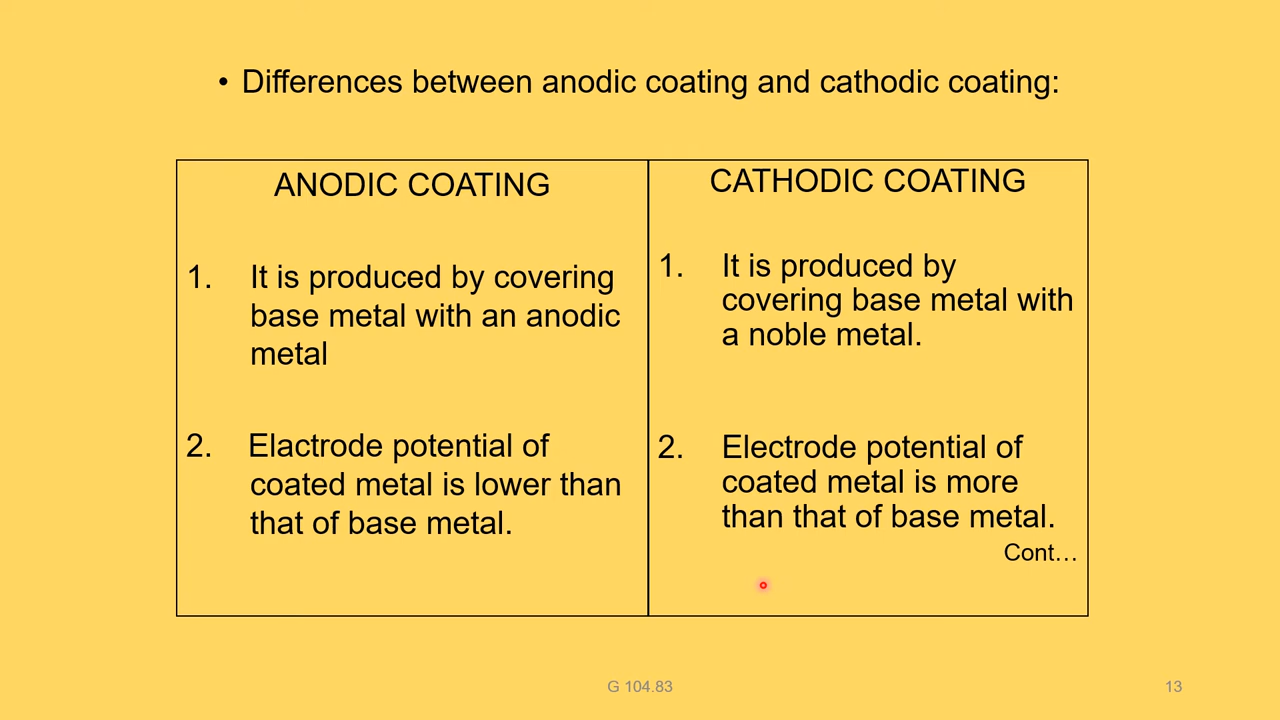 • Differences between anodic coating and cathodic coating:
ANODIC COATING
1. It is produced by covering
base metal with an anodic
metal
2. Elactrode potential of
coated metal is lower than
that of base metal.
CATHODIC COATING
1. It is produced by
covering base metal with
a noble metal.
2. Electrode potential of
coated metal is more
than that of base metal.
Cont…
G 104.83
13